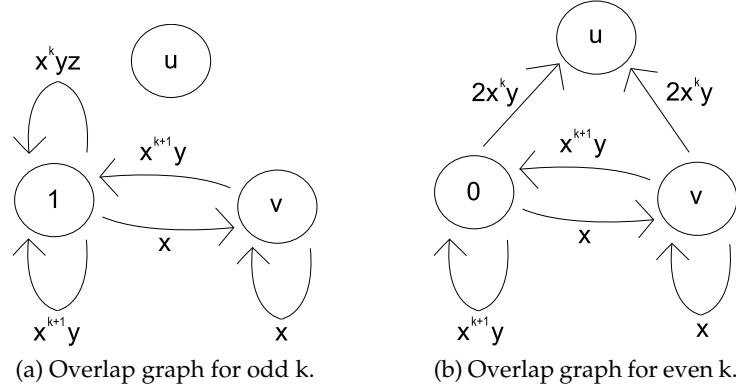 x^k yz
u
x^{k+1} y
1
v
x
x^{k+1} y
x
(a) Overlap graph for odd k.
u
2x^k y
2x^k y
x^{k+1} y
0
v
x
x^{k+1} y
x
(b) Overlap graph for even k.